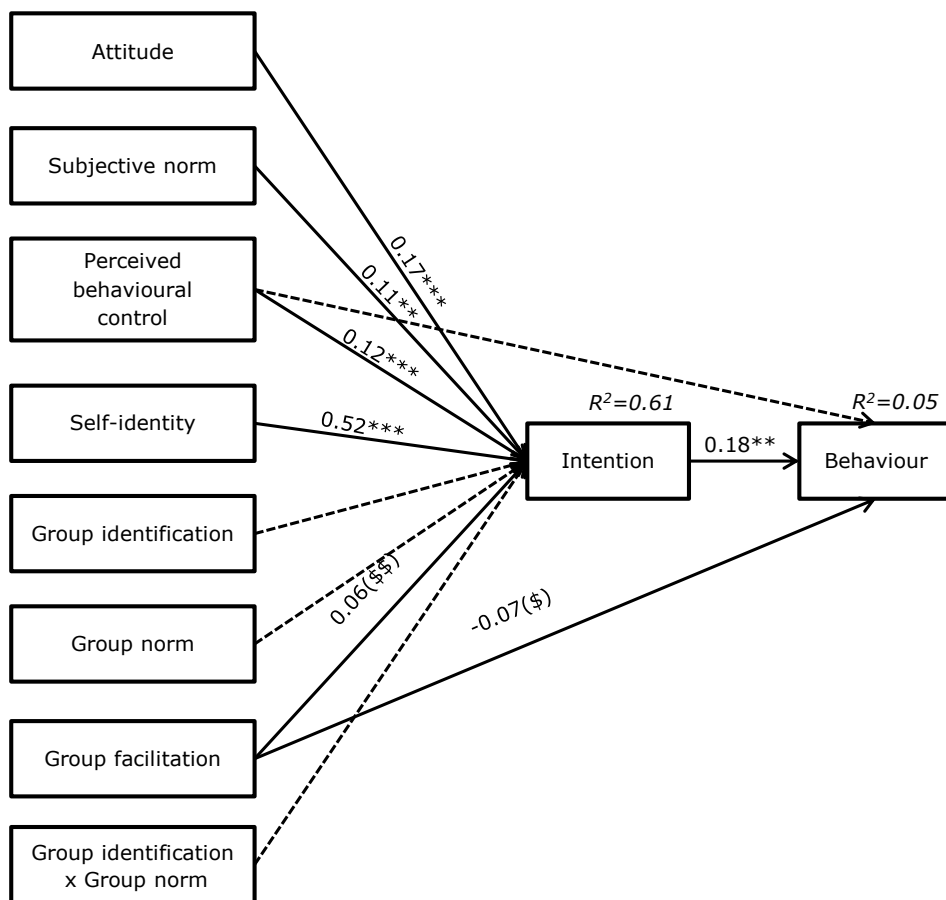 Attitude
Subjective norm
Perceived
behavioural
control
Self-identity
Group identification
Group norm
Group facilitation
Group identification
x Group norm
0.17***
0.11**
0.12***
0.52***
0.06($$)
-0.07($)
R²=0.61
Intention
0.18**
R²=0.05
Behaviour